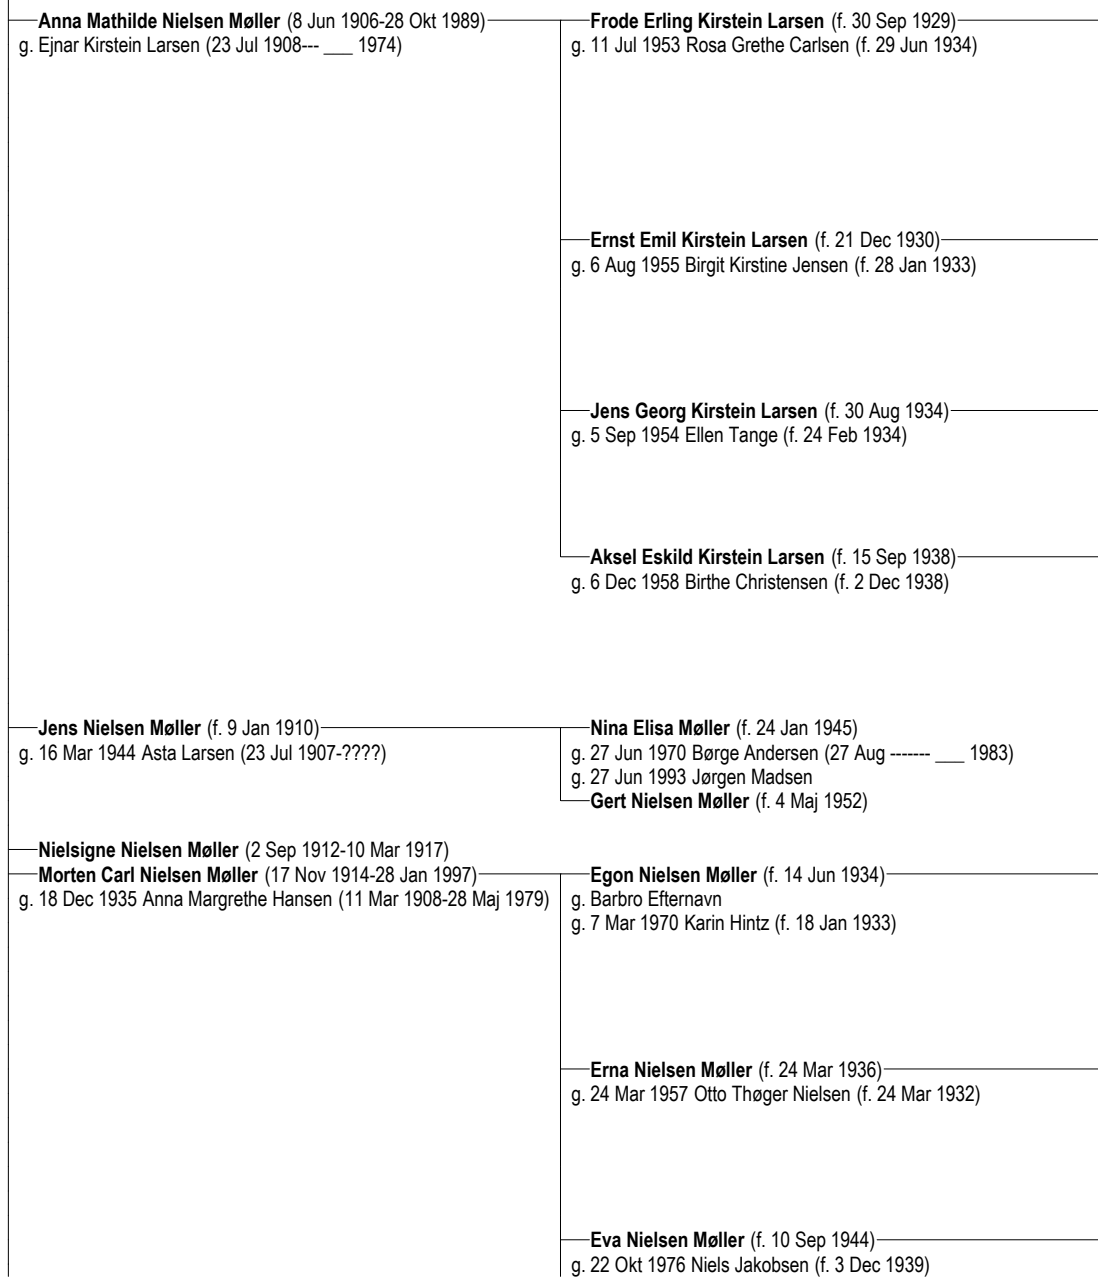 Anna Mathilde Nielsen Møller (8 Jun 1906-28 Okt 1989)
g. Ejnar Kirstein Larsen (23 Jul 1908--- ___ 1974)
Frode Erling Kirstein Larsen (f. 30 Sep 1929)
g. 11 Jul 1953 Rosa Grethe Carlsen (f. 29 Jun 1934)
Ernst Emil Kirstein Larsen (f. 21 Dec 1930)
g. 6 Aug 1955 Birgit Kirstine Jensen (f. 28 Jan 1933)
Jens Georg Kirstein Larsen (f. 30 Aug 1934)
g. 5 Sep 1954 Ellen Tange (f. 24 Feb 1934)
Aksel Eskild Kirstein Larsen (f. 15 Sep 1938)
g. 6 Dec 1958 Birthe Christensen (f. 2 Dec 1938)
Jens Nielsen Møller (f. 9 Jan 1910)
g. 16 Mar 1944 Asta Larsen (23 Jul 1907-????)
Nina Elisa Møller (f. 24 Jan 1945)
g. 27 Jun 1970 Børge Andersen (27 Aug ------- ___ 1983)
g. 27 Jun 1993 Jørgen Madsen
Gert Nielsen Møller (f. 4 Maj 1952)
Nielsigne Nielsen Møller (2 Sep 1912-10 Mar 1917)
Morten Carl Nielsen Møller (17 Nov 1914-28 Jan 1997)
g. 18 Dec 1935 Anna Margrethe Hansen (11 Mar 1908-28 Maj 1979)
Egon Nielsen Møller (f. 14 Jun 1934)
g. Barbro Efternavn
g. 7 Mar 1970 Karin Hintz (f. 18 Jan 1933)
Erna Nielsen Møller (f. 24 Mar 1936)
g. 24 Mar 1957 Otto Thøger Nielsen (f. 24 Mar 1932)
Eva Nielsen Møller (f. 10 Sep 1944)
g. 22 Okt 1976 Niels Jakobsen (f. 3 Dec 1939)